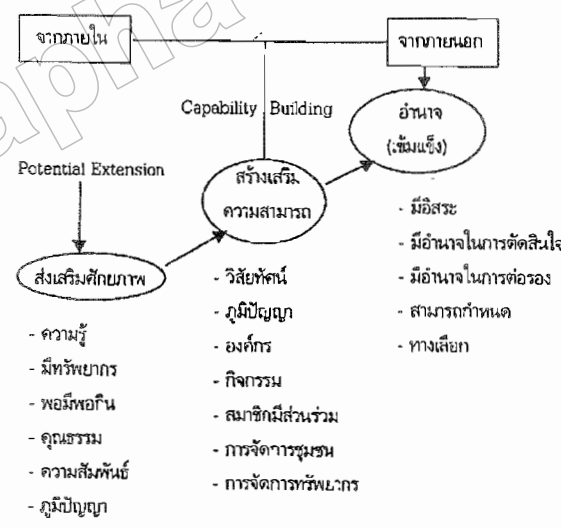 จากภายใน
จากภายนอก
Capability Building
อำนาจ
(เข้มแข็ง)
Potential Extension
สร้างเสริม
ความสามารถ
ส่งเสริมศักยภาพ
- มีอิสระ
- มีอำนาจในการตัดสินใจ
- มีอำนาจในการต่อรอง
- สามารถกำหนด
- ทางเลือก
- วิสัยทัศน์
- ภูมิปัญญา
- องค์กร
- กิจกรรม
- สมาชิกมีส่วนร่วม
- การจัดการชุมชน
- การจัดการทรัพยากร
- ความรู้
- มีทรัพยากร
- พอมีพอกิน
- คุณธรรม
- ความสัมพันธ์
- ภูมิปัญญา